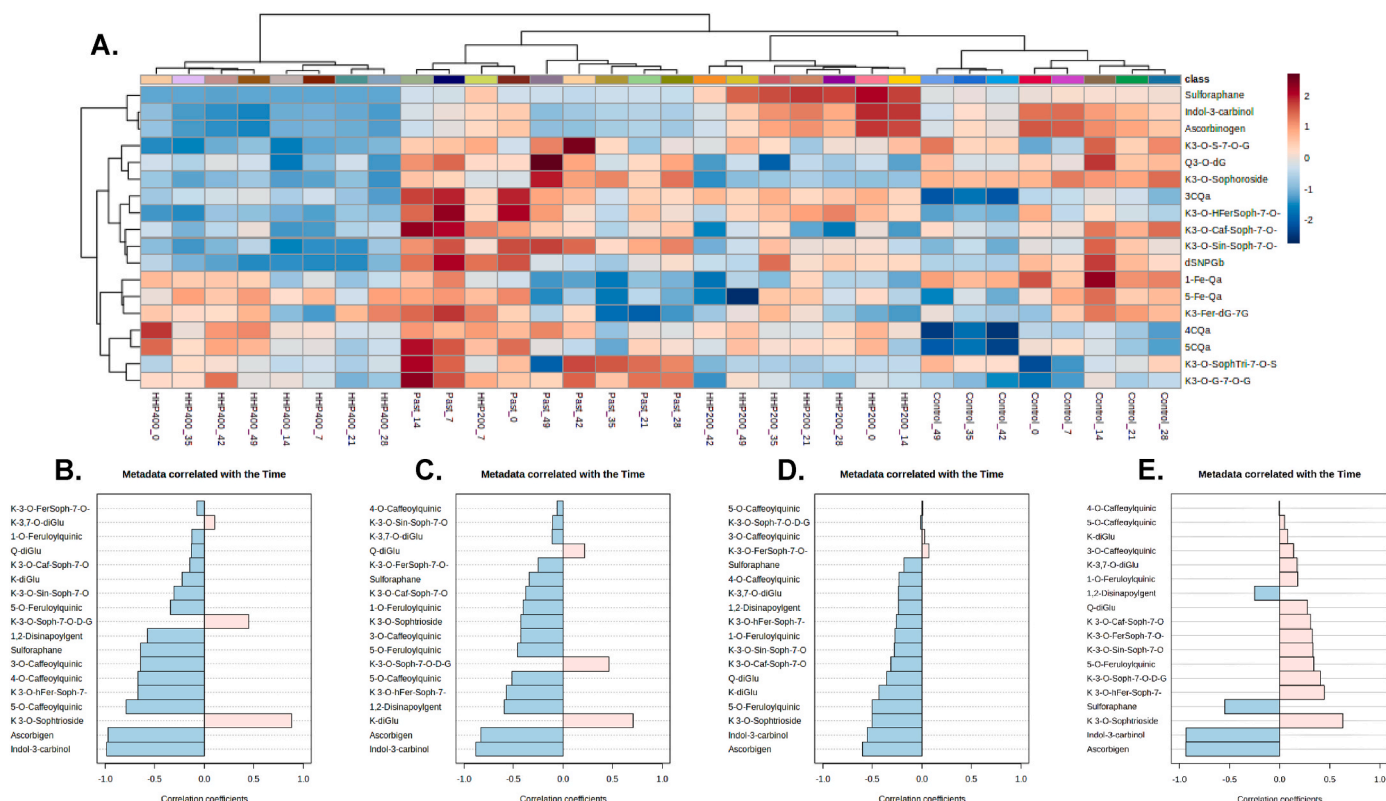 A.
class
Sulforaphane
Indol-3-carbinol
Ascorbinogen
K3-O-S-7-O-G
Q3-O-dG
K3-O-Sophoroside
3CQa
K3-O-HFerSoph-7-O-
K3-O-Caf-Soph-7-O-
K3-O-Sin-Soph-7-O-
dSNPGb
1-Fe-Qa
5-Fe-Qa
K3-Fer-dG-7G
4CQa
5CQa
K3-O-SophTri-7-O-S
K3-O-G-7-O-G
2
1
0
-1
-2
HHP400_0
HHP400_35
HHP400_42
HHP400_49
HHP400_14
HHP400_7
HHP400_21
HHP400_28
Past_14
Past_7
HHP200_7
Past_0
Past_49
Past_42
Past_35
Past_21
Past_28
HHP200_42
HHP200_49
HHP200_35
HHP200_21
HHP200_28
HHP200_0
HHP200_14
Control_49
Control_35
Control_42
Control_0
Control_7
Control_14
Control_21
Control_28
B.
Metadata correlated with the Time
K-3-O-FerSoph-7-O-
K-3,7-O-diGlu
1-O-Feruloylquinic
Q-diGlu
K 3-O-Caf-Soph-7-O
K-diGlu
K-3-O-Sin-Soph-7-O
5-O-Feruloylquinic
K-3-O-Soph-7-O-D-G
1,2-Disinapoylgent
Sulforaphane
3-O-Caffeoylquinic
4-O-Caffeoylquinic
K 3-O-hFer-Soph-7-
5-O-Caffeoylquinic
K 3-O-Sophtrioside
Ascorbigen
Indol-3-carbinol
-1.0 -0.5 0.0 0.5 1.0
Correlation coefficients
C.
Metadata correlated with the Time
4-O-Caffeoylquinic
K-3-O-Sin-Soph-7-O
K-3,7-O-diGlu
Q-diGlu
K-3-O-FerSoph-7-O-
Sulforaphane
K 3-O-Caf-Soph-7-O
1-O-Feruloylquinic
K 3-O-Sophtrioside
3-O-Caffeoylquinic
5-O-Feruloylquinic
K-3-O-Soph-7-O-D-G
5-O-Caffeoylquinic
K 3-O-hFer-Soph-7-
1,2-Disinapoylgent
K-diGlu
Ascorbigen
Indol-3-carbinol
-1.0 -0.5 0.0 0.5 1.0
Correlation coefficients
D.
Metadata correlated with the Time
5-O-Caffeoylquinic
K-3-O-Soph-7-O-D-G
3-O-Caffeoylquinic
K-3-O-FerSoph-7-O-
Sulforaphane
4-O-Caffeoylquinic
K-3,7-O-diGlu
1,2-Disinapoylgent
K 3-O-hFer-Soph-7-
1-O-Feruloylquinic
K-3-O-Sin-Soph-7-O
K 3-O-Caf-Soph-7-O
Q-diGlu
K-diGlu
5-O-Feruloylquinic
K 3-O-Sophtrioside
Indol-3-carbinol
Ascorbigen
-1.0 -0.5 0.0 0.5 1.0
Correlation coefficients
E.
Metadata correlated with the Time
4-O-Caffeoylquinic
5-O-Caffeoylquinic
K-diGlu
3-O-Caffeoylquinic
K-3,7-O-diGlu
1-O-Feruloylquinic
1,2-Disinapoylgent
Q-diGlu
K 3-O-Caf-Soph-7-O
K-3-O-FerSoph-7-O-
K-3-O-Sin-Soph-7-O
5-O-Feruloylquinic
K-3-O-Soph-7-O-D-G
K 3-O-hFer-Soph-7-
Sulforaphane
K 3-O-Sophtrioside
Indol-3-carbinol
Ascorbigen
-1.0 -0.5 0.0 0.5 1.0
Correlation coefficients